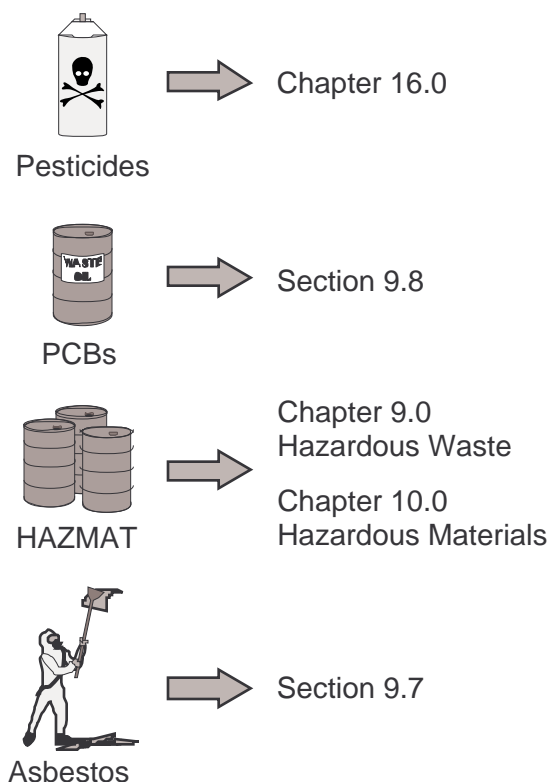 Chapter 16.0
Pesticides
WASTE
OIL
Section 9.8
PCBs
Chapter 9.0
Hazardous Waste
Chapter 10.0
Hazardous Materials
HAZMAT
Section 9.7
Asbestos